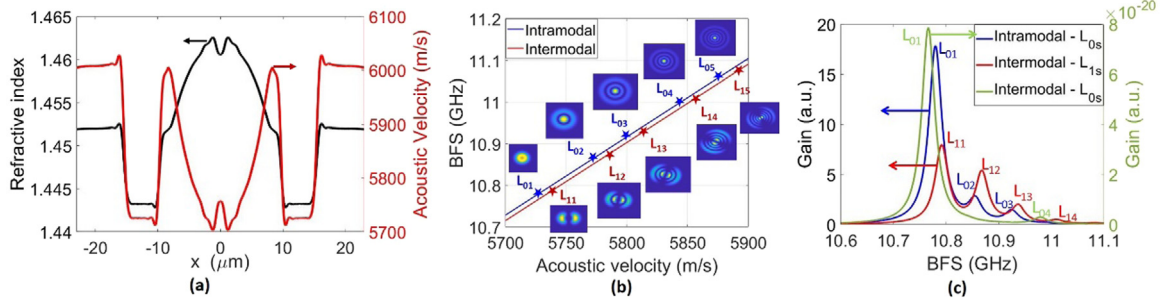 1.465
1.46
1.455
1.45
1.445
1.44
Refractive index
-20
-10
0
10
20
x (μm)
6100
6000
5900
5800
5700
Acoustic Velocity (m/s)
(a)
11.2
11.1
11
10.9
10.8
10.7
BFS (GHz)
Intramodal
Intermodal
L01
L02
L03
L04
L05
L11
L12
L13
L14
L15
5700
5750
5800
5850
5900
Acoustic velocity (m/s)
(b)
20
15
10
5
0
Gain (a.u.)
Intramodal - L0s
Intermodal - L1s
Intermodal - L0s
L01
L01
L11
L02
L12
L03
L13
L04
L14
10.6
10.7
10.8
10.9
11
11.1
BFS (GHz)
8 ×10-20
6
4
2
0
Gain (a.u.)
(c)